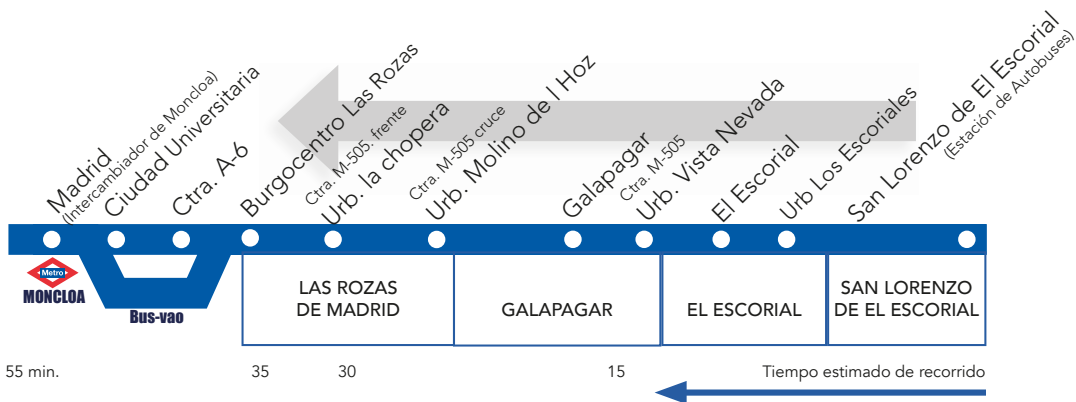 Madrid
(Intercambiador de Moncloa)
Ciudad Universitaria
Ctra. A-6
Burgocentro Las Rozas
Ctra. M-505. frente
Urb. la chopera
Ctra. M-505 cruce
Urb. Molino de l Hoz
Galapagar
Ctra. M-505
Urb. Vista Nevada
El Escorial
Urb Los Escoriales
San Lorenzo de El Escorial
(Estación de Autobuses)
Metro
MONCLOA
Bus-vao
LAS ROZAS
DE MADRID
GALAPAGAR
EL ESCORIAL
SAN LORENZO
DE EL ESCORIAL
55 min.
35
30
15
Tiempo estimado de recorrido